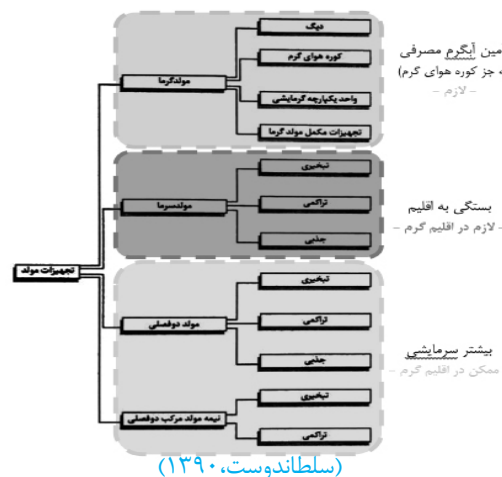 دیگ
کوره هوای گرم
مولدگرما
واحد یکپارچه گرمایشی
تجهیزات مکمل مولد گرما
مین آبگرم مصرفی
ه جز کوره هوای گرم)
- لازم -
تبخیری
مولدسرما
تراکمی
جذبی
بستگی به اقلیم
- لازم در اقلیم گرم -
تجهیزات مولد
تبخیری
مولد دوفصلی
تراکمی
جذبی
تبخیری
نیمه مولد مرکب دوفصلی
تراکمی
بیشتر سرمایشی
ممکن در اقلیم گرم -
(سلطاندوست،۱۳۹۰)